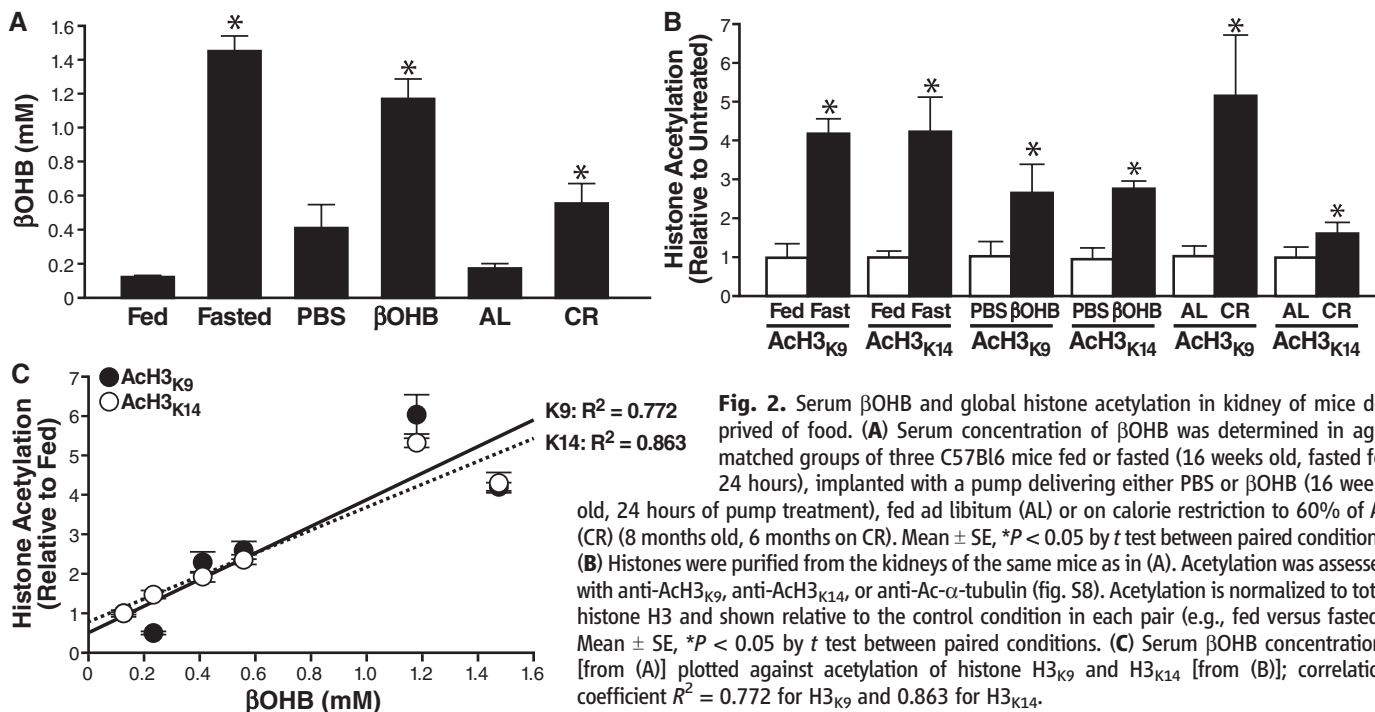 A
1.6
1.4
1.2
1.0
0.8
0.6
0.4
0.2
0
βOHB (mM)
* * *
Fed Fasted PBS βOHB AL CR
B
7
6
5
4
3
2
1
0
Histone Acetylation
(Relative to Untreated)
* * * * * *
Fed Fast Fed Fast PBS βOHB PBS βOHB AL CR AL CR
AcH3K9 AcH3K14 AcH3K9 AcH3K14 AcH3K9 AcH3K14
C
7
6
5
4
3
2
1
0
Histone Acetylation
(Relative to Fed)
AcH3K9
AcH3K14
K9: R² = 0.772
K14: R² = 0.863
0 0.2 0.4 0.6 0.8 1.0 1.2 1.4 1.6
βOHB (mM)
Fig. 2. Serum βOHB and global histone acetylation in kidney of mice de
prived of food. (A) Serum concentration of βOHB was determined in ag
matched groups of three C57Bl6 mice fed or fasted (16 weeks old, fasted fo
24 hours), implanted with a pump delivering either PBS or βOHB (16 week
old, 24 hours of pump treatment), fed ad libitum (AL) or on calorie restriction to 60% of A
(CR) (8 months old, 6 months on CR). Mean ± SE, *P < 0.05 by t test between paired condition
(B) Histones were purified from the kidneys of the same mice as in (A). Acetylation was assesse
with anti-AcH3K9, anti-AcH3K14, or anti-Ac-α-tubulin (fig. S8). Acetylation is normalized to tot
histone H3 and shown relative to the control condition in each pair (e.g., fed versus fasted
Mean ± SE, *P < 0.05 by t test between paired conditions. (C) Serum βOHB concentration
[from (A)] plotted against acetylation of histone H3K9 and H3K14 [from (B)]; correlatio
coefficient R² = 0.772 for H3K9 and 0.863 for H3K14.